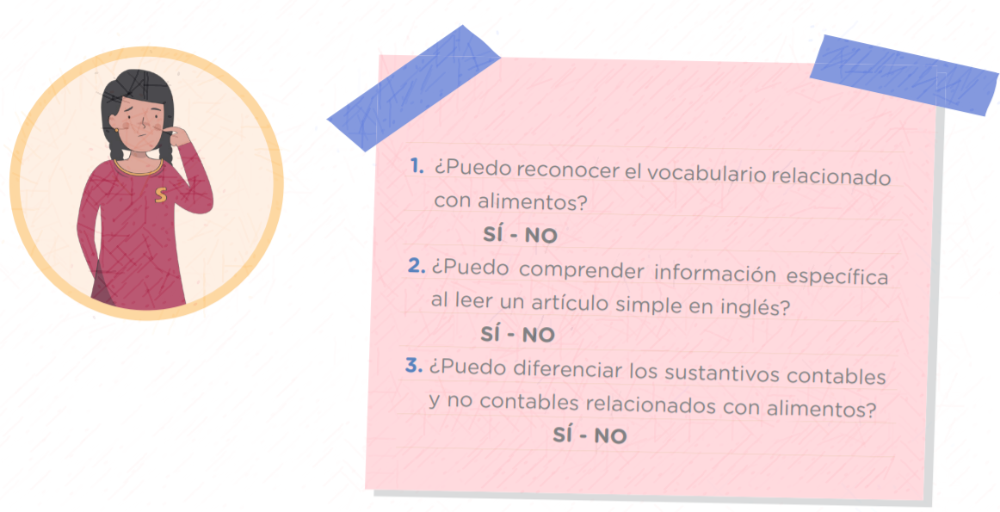 S
1. ¿Puedo reconocer el vocabulario relacionado
con alimentos?
SÍ - NO
2. ¿Puedo comprender información específica
al leer un artículo simple en inglés?
SÍ - NO
3. ¿Puedo diferenciar los sustantivos contables
y no contables relacionados con alimentos?
SÍ - NO